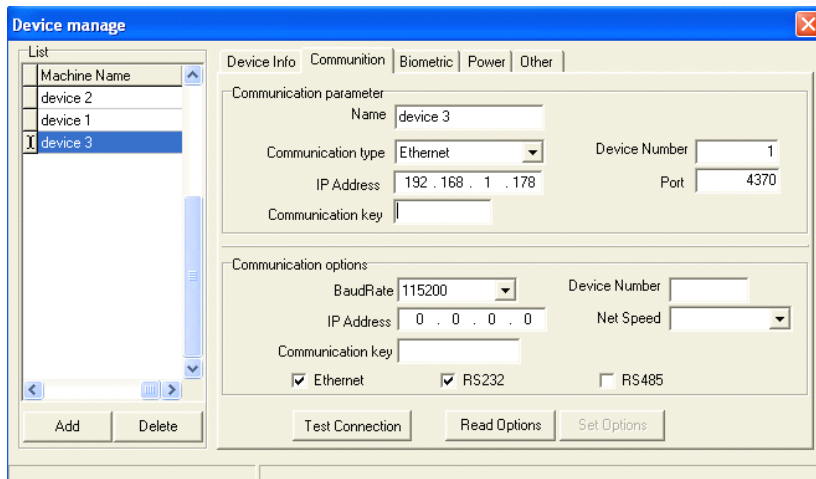 Device manage
List
Machine Name
device 2
device 1
device 3
Device Info Communition Biometric Power Other
Communication parameter
Name device 3
Communication type Ethernet Device Number 1
IP Address 192 . 168 . 1 . 178 Port 4370
Communication key
Communication options
BaudRate 115200 Device Number
IP Address 0 . 0 . 0 . 0 Net Speed
Communication key
Ethernet RS232 RS485
Add Delete Test Connection Read Options Set Options